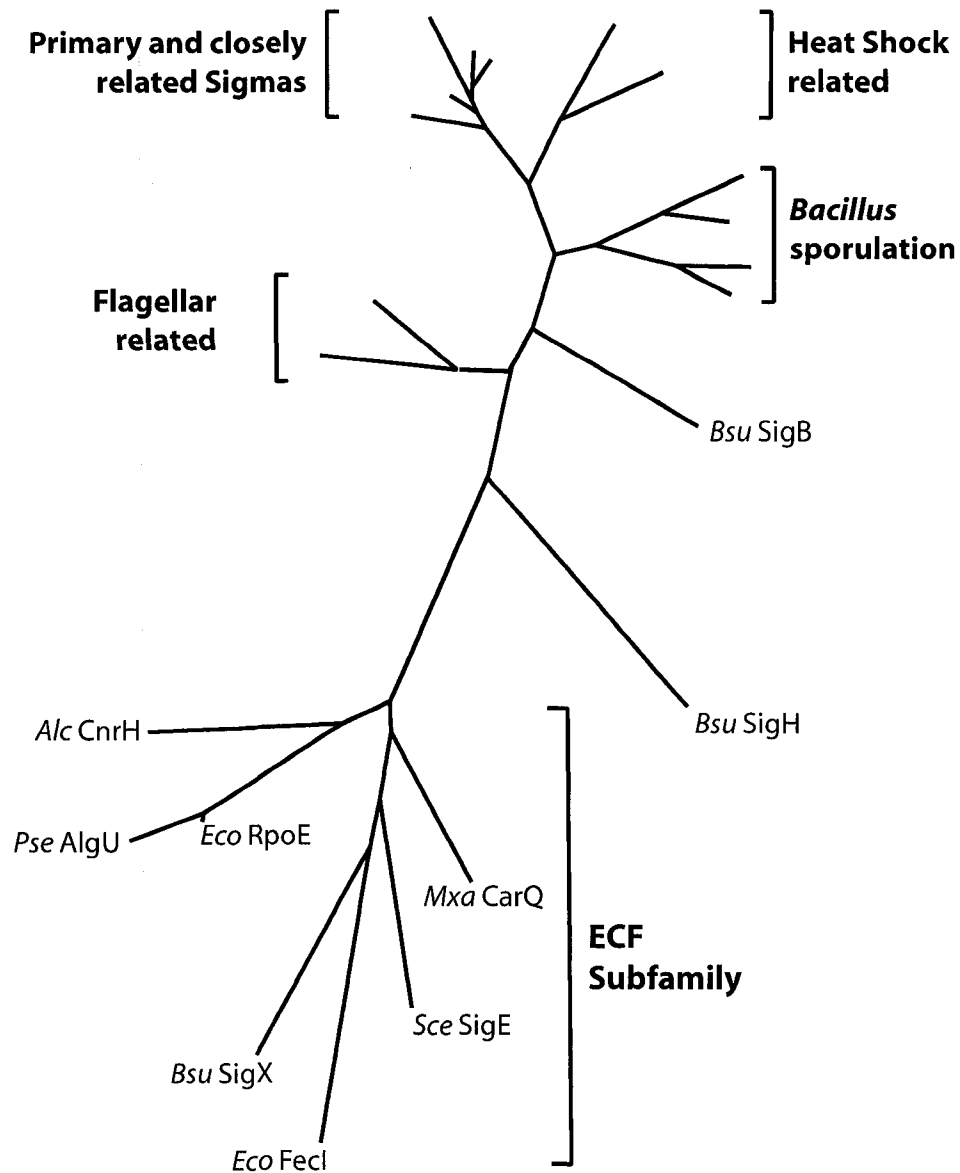 Primary and closely
related Sigmas
Heat Shock
related
Bacillus
sporulation
Flagellar
related
Bsu SigB
Bsu SigH
Alc CnrH
Pse AlgU
Eco RpoE
Mxa CarQ
ECF
Subfamily
Sce SigE
Bsu SigX
Eco FecI